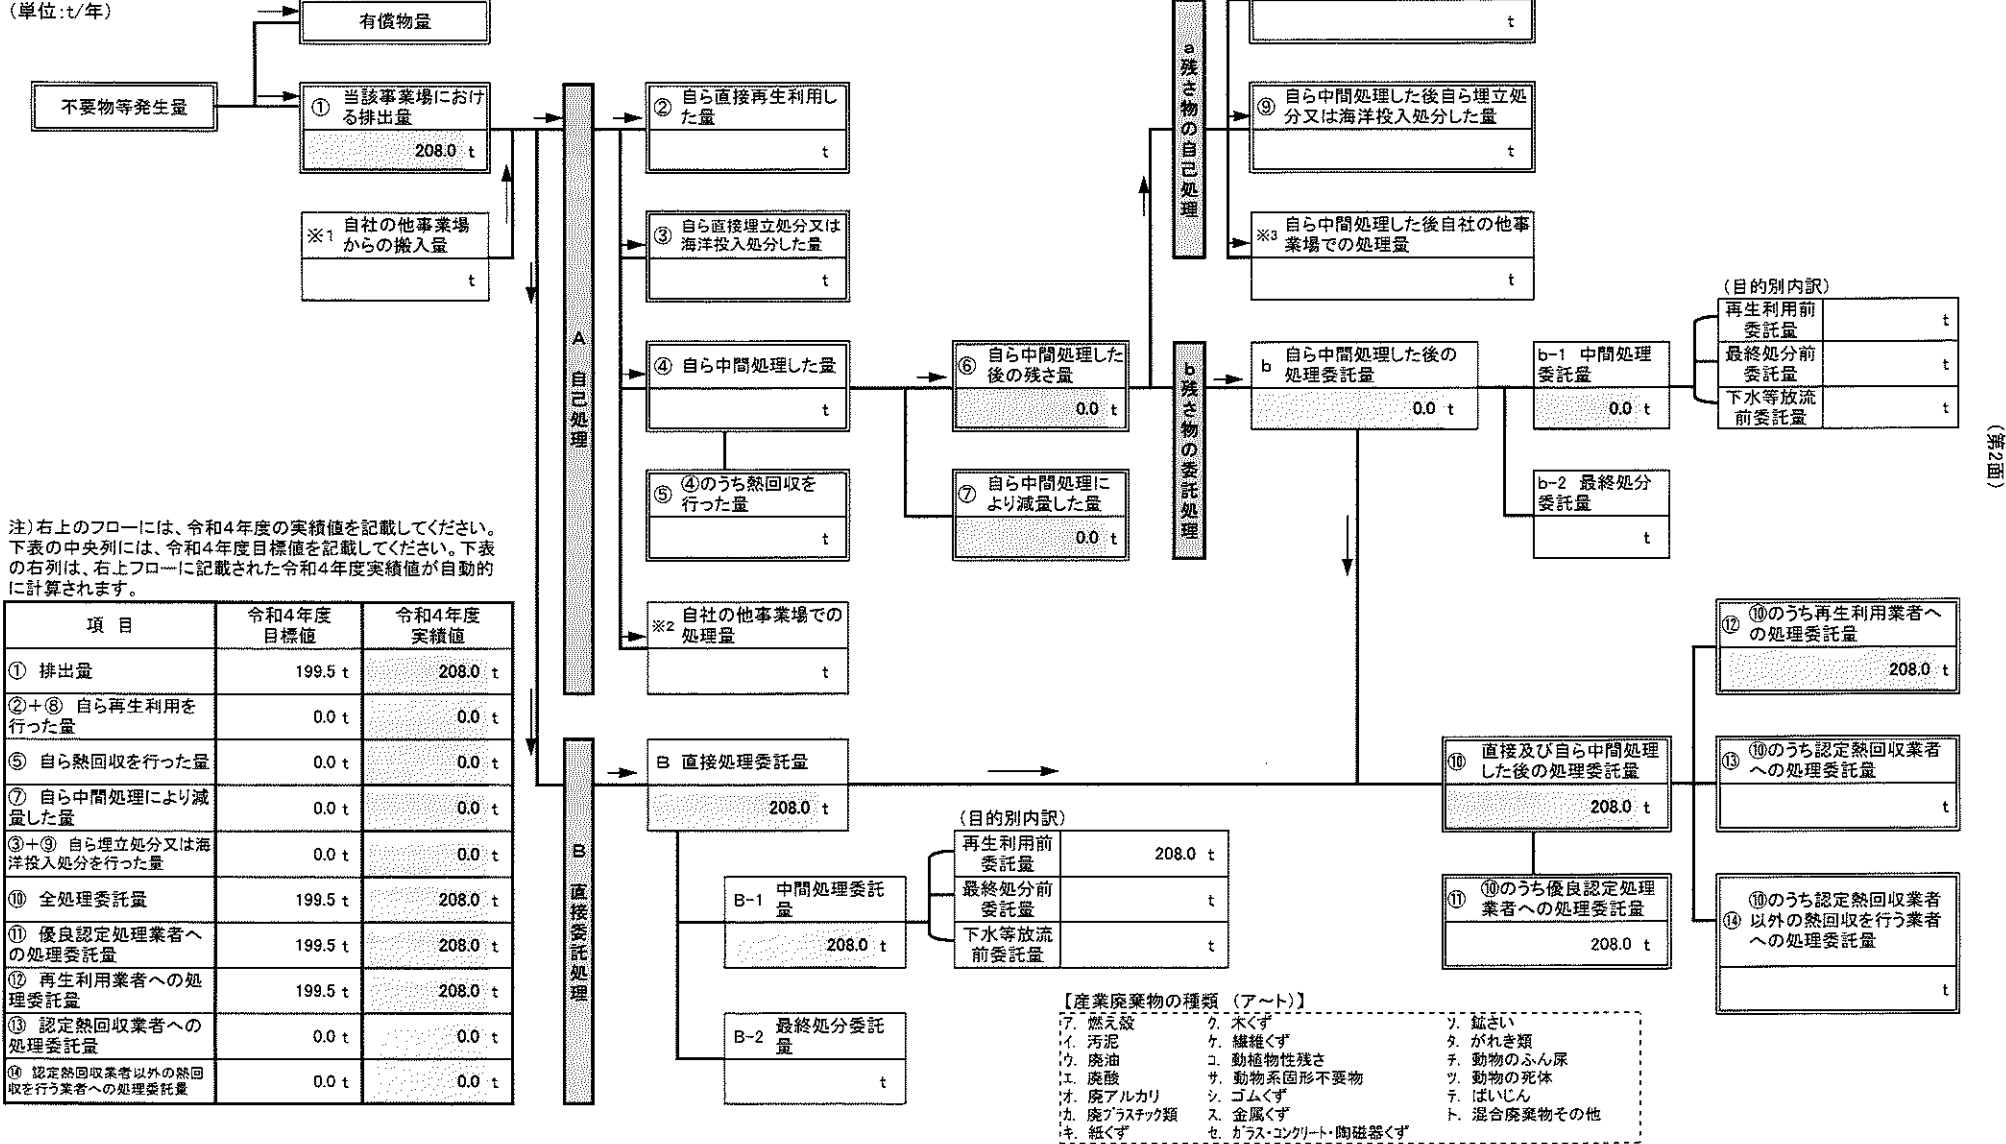 (単位:t/年)
有償物量
不要物等発生量
① 当該事業場におけ
る排出量
208.0 t
※1 自社の他事業場
からの搬入量
t
A 自己処理
② 自ら直接再生利用し
た量
t
③ 自ら直接埋立処分又は
海洋投入処分した量
t
④ 自ら中間処理した量
t
⑤ ④のうち熱回収を
行った量
t
※2 自社の他事業場での
処理量
t
⑥ 自ら中間処理した
後の残さ量
0.0 t
⑦ 自ら中間処理に
より減量した量
0.0 t
a残さ物の自己処理
t
⑨ 自ら中間処理した後自ら埋立処
分又は海洋投入処分した量
t
※3 自ら中間処理した後自社の他事
業場での処理量
t
b残さ物の委託処理
b 自ら中間処理した後の
処理委託量
0.0 t
b-1 中間処理
委託量
0.0 t
(目的別内訳)
再生利用前
委託量 t
最終処分前
委託量 t
下水等放流
前委託量 t
b-2 最終処分
委託量
t
(第2面)
注)右上のフローには、令和4年度の実績値を記載してください。
下表の中央列には、令和4年度目標値を記載してください。下表
の右列は、右上フローに記載された令和4年度実績値が自動的
に計算されます。
項 目 令和4年度 令和4年度
目標値 実績値
① 排出量 199.5 t 208.0 t
②+⑧ 自ら再生利用を
行った量 0.0 t 0.0 t
⑤ 自ら熱回収を行った量 0.0 t 0.0 t
⑦ 自ら中間処理により減
量した量 0.0 t 0.0 t
③+⑨ 自ら埋立処分又は海
洋投入処分を行った量 0.0 t 0.0 t
⑩ 全処理委託量 199.5 t 208.0 t
⑪ 優良認定処理業者へ
の処理委託量 199.5 t 208.0 t
⑫ 再生利用業者への処
理委託量 199.5 t 208.0 t
⑬ 認定熱回収業者への
処理委託量 0.0 t 0.0 t
⑭ 認定熱回収業者以外の熱回
収を行う業者への処理委託量 0.0 t 0.0 t
B 直接委託処理
B 直接処理委託量
208.0 t
B-1 中間処理委託
量
208.0 t
(目的別内訳)
再生利用前
委託量 208.0 t
最終処分前
委託量 t
下水等放流
前委託量 t
B-2 最終処分委託
量
t
⑩ 直接及び自ら中間処理
した後の処理委託量
208.0 t
⑪ ⑩のうち優良認定処理
業者への処理委託量
208.0 t
⑫ ⑩のうち再生利用業者へ
の処理委託量
208.0 t
⑬ ⑩のうち認定熱回収業者
への処理委託量
t
⑭ ⑩のうち認定熱回収業者
以外の熱回収を行う業者
への処理委託量
t
【産業廃棄物の種類 (ア〜ト)】
ア. 燃え殻 ク. 木くず ソ. 鉱さい
イ. 汚泥 ケ. 繊維くず タ. がれき類
ウ. 廃油 コ. 動植物性残さ チ. 動物のふん尿
エ. 廃酸 サ. 動物系固形不要物 ツ. 動物の死体
オ. 廃アルカリ シ. ゴムくず テ. ばいじん
カ. 廃プラスチック類 ス. 金属くず ト. 混合廃棄物その他
キ. 紙くず セ. ガラス・コンクリート・陶磁器くず